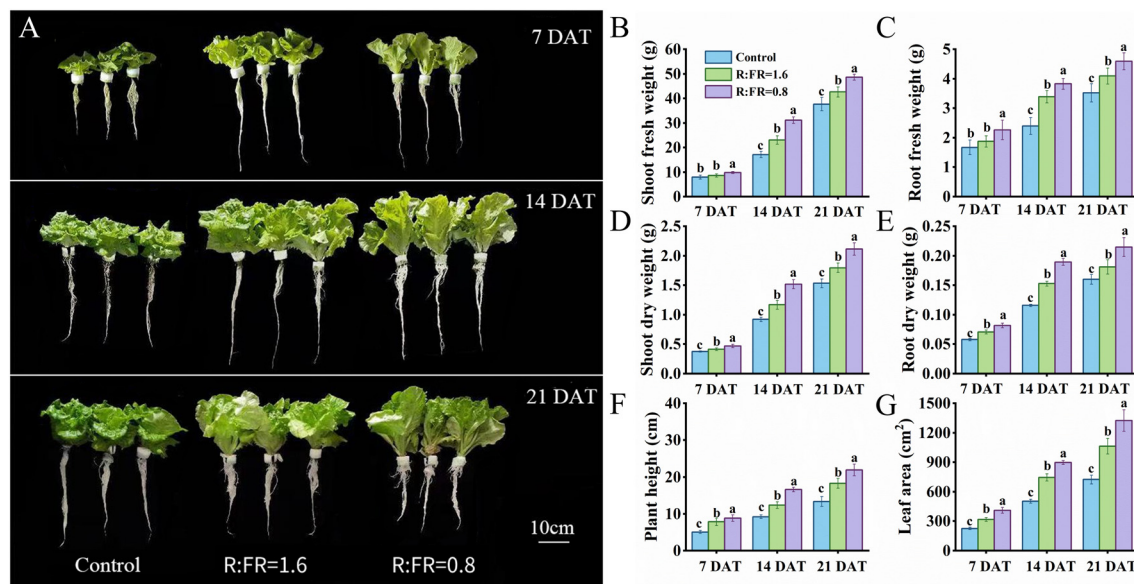 A
7 DAT
14 DAT
21 DAT
10cm
Control
R:FR=1.6
R:FR=0.8
B
Shoot fresh weight (g)
60
50
40
30
20
10
0
Control
R:FR=1.6
R:FR=0.8
b b a
c b a
c b a
7 DAT 14 DAT 21 DAT
C
Root fresh weight (g)
5
4
3
2
1
0
b b a
c b a
c b a
7 DAT 14 DAT 21 DAT
D
Shoot dry weight (g)
2.5
2.0
1.5
1.0
0.5
0.0
c b a
c b a
c b a
7 DAT 14 DAT 21 DAT
E
Root dry weight (g)
0.25
0.20
0.15
0.10
0.05
0.00
c b a
c b a
c b a
7 DAT 14 DAT 21 DAT
F
Plant height (cm)
40
30
20
10
0
c b a
c b a
c b a
7 DAT 14 DAT 21 DAT
G
Leaf area (cm²)
1500
1200
900
600
300
0
c b a
c b a
c b a
7 DAT 14 DAT 21 DAT